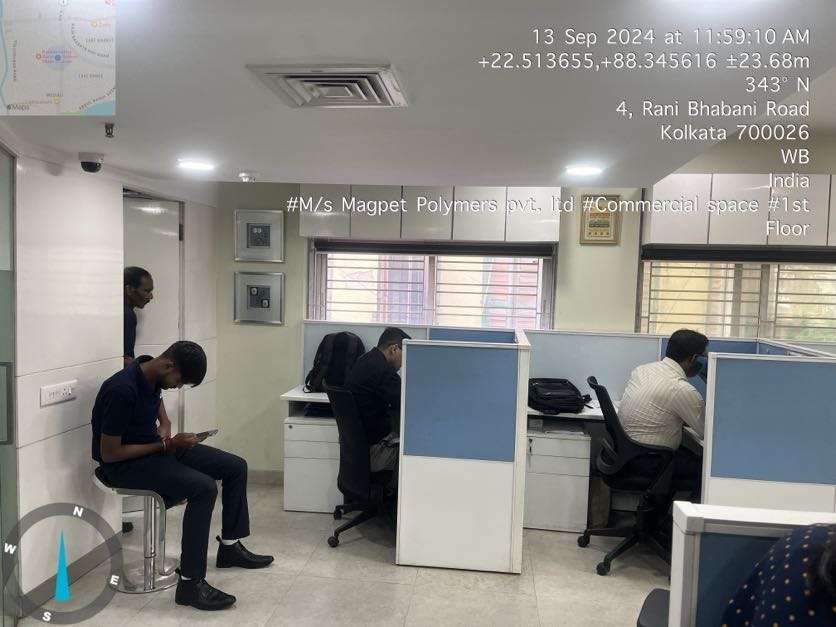 13 Sep 2024 at 11:59:10 AM
+22.513655,+88.345616 ±23.68m
343° N
4, Rani Bhabani Road
Kolkata 700026
WB
India
#M/s Magpet Polymers pvt. ltd #Commercial space #1st
Floor
Maps
N
W
E
S